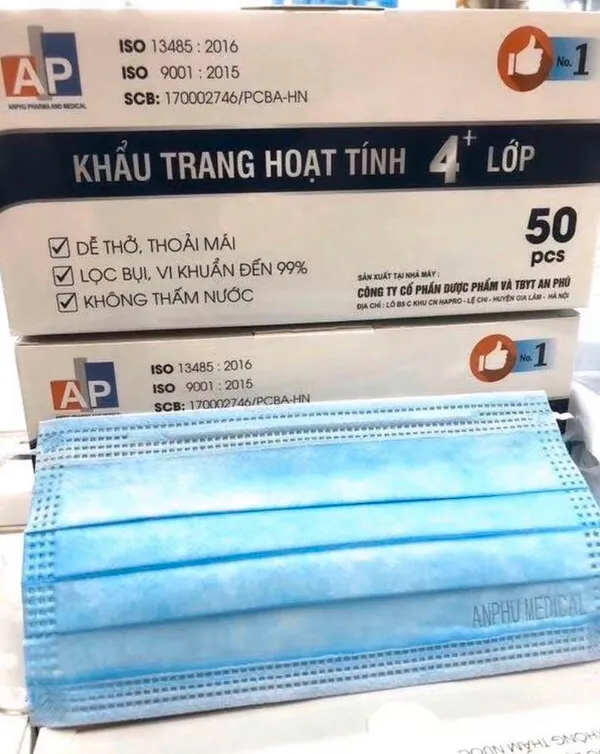 AP
ANPHU PHARMA AND MEDICAL
ISO 13485 : 2016
ISO 9001 : 2015
SCB: 170002746/PCBA-HN
No. 1
KHẨU TRANG HOẠT TÍNH 4+ LỚP
DỄ THỞ, THOẢI MÁI
LỌC BỤI, VI KHUẨN ĐẾN 99%
KHÔNG THẤM NƯỚC
50
pcs
SẢN XUẤT TẠI NHÀ MÁY :
CÔNG TY CỔ PHẦN DƯỢC PHẨM VÀ TBYT AN PHÚ
ĐỊA CHỈ : LÔ B5 C KHU CN HAPRO - LỆ CHI - HUYỆN GIA LÂM - HÀ NỘI
AP
ISO 13485 : 2016
ISO 9001 : 2015
SCB: 170002746/PCBA-HN
No. 1
ANPHU MEDICAL
KHÔNG THẤM NƯỚC